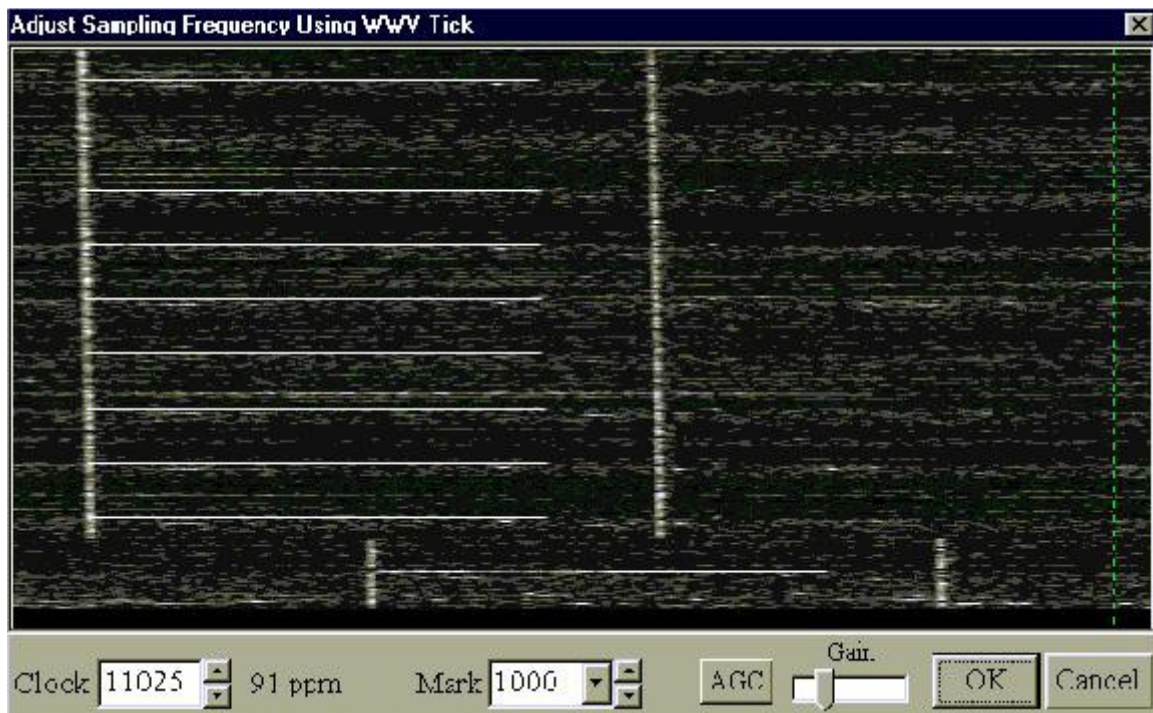 Adjust Sampling Frequency Using WWV Tick
Gain
Clock 11025 91 ppm Mark 1000 AGC OK Cancel